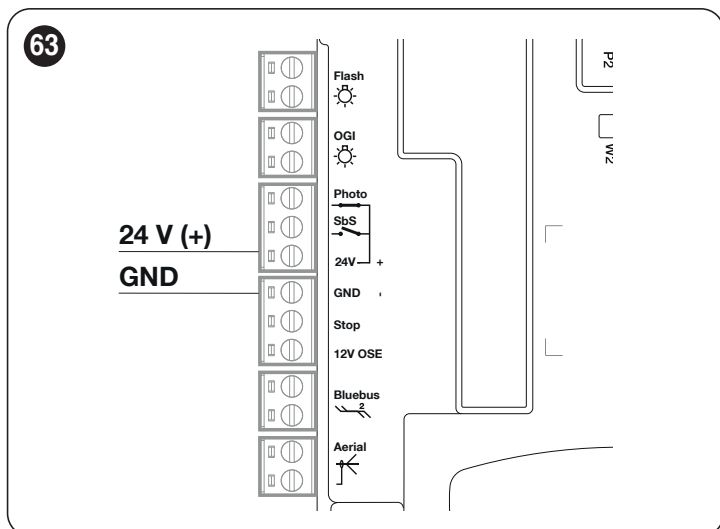 63
Flash
OGI
Photo
SbS
24V +
GND -
Stop
12V OSE
Bluebus
2
Aerial
24 V (+)
GND
P2
W2